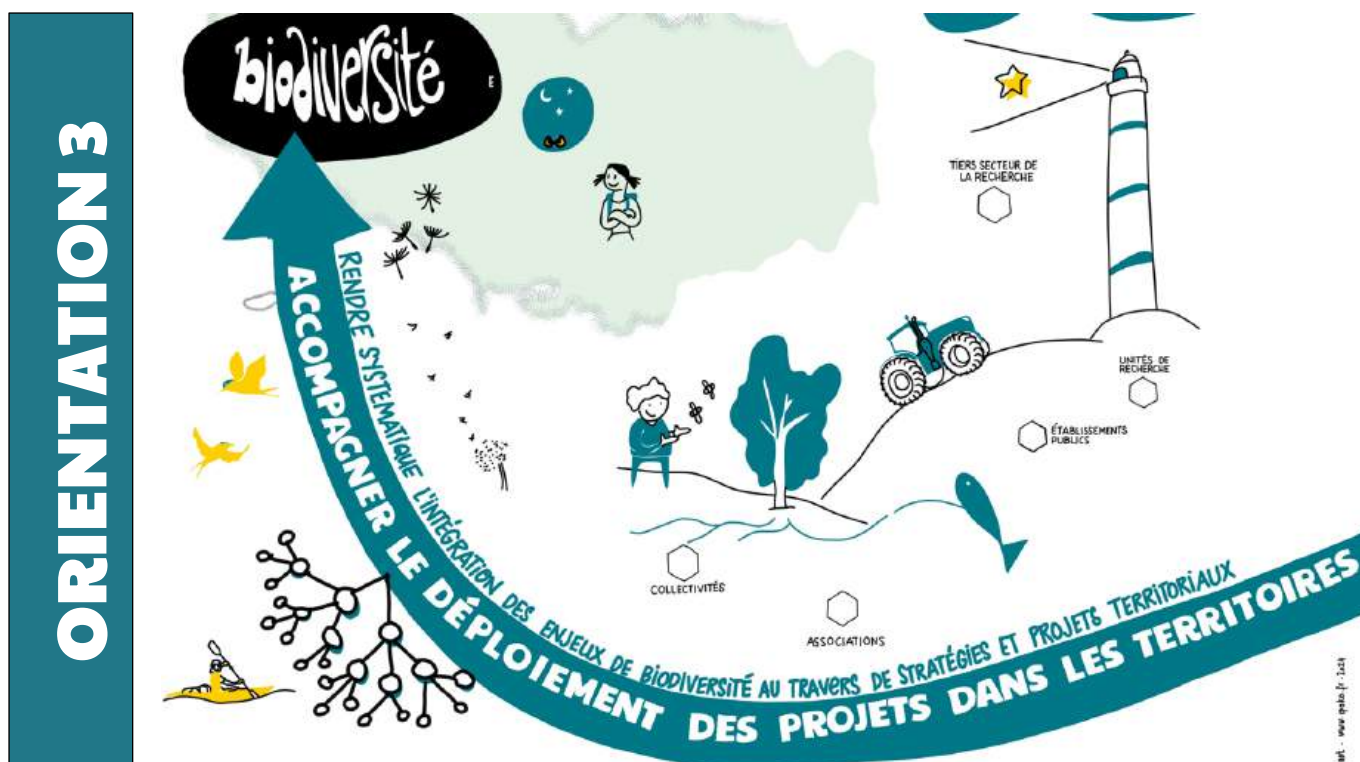 ORIENTATION 3
biodiversité
E
TIERS SECTEUR DE
LA RECHERCHE
UNITÉS DE
RECHERCHE
ÉTABLISSEMENTS
PUBLICS
COLLECTIVITÉS
ASSOCIATIONS
RENDRE SYSTEMATIQUE L'INTÉGRATION DES ENJEUX DE BIODIVERSITÉ AU TRAVERS DE STRATÉGIES ET PROJETS TERRITORIAUX
ACCOMPAGNER LE DÉPLOIEMENT DES PROJETS DANS LES TERRITOIRES